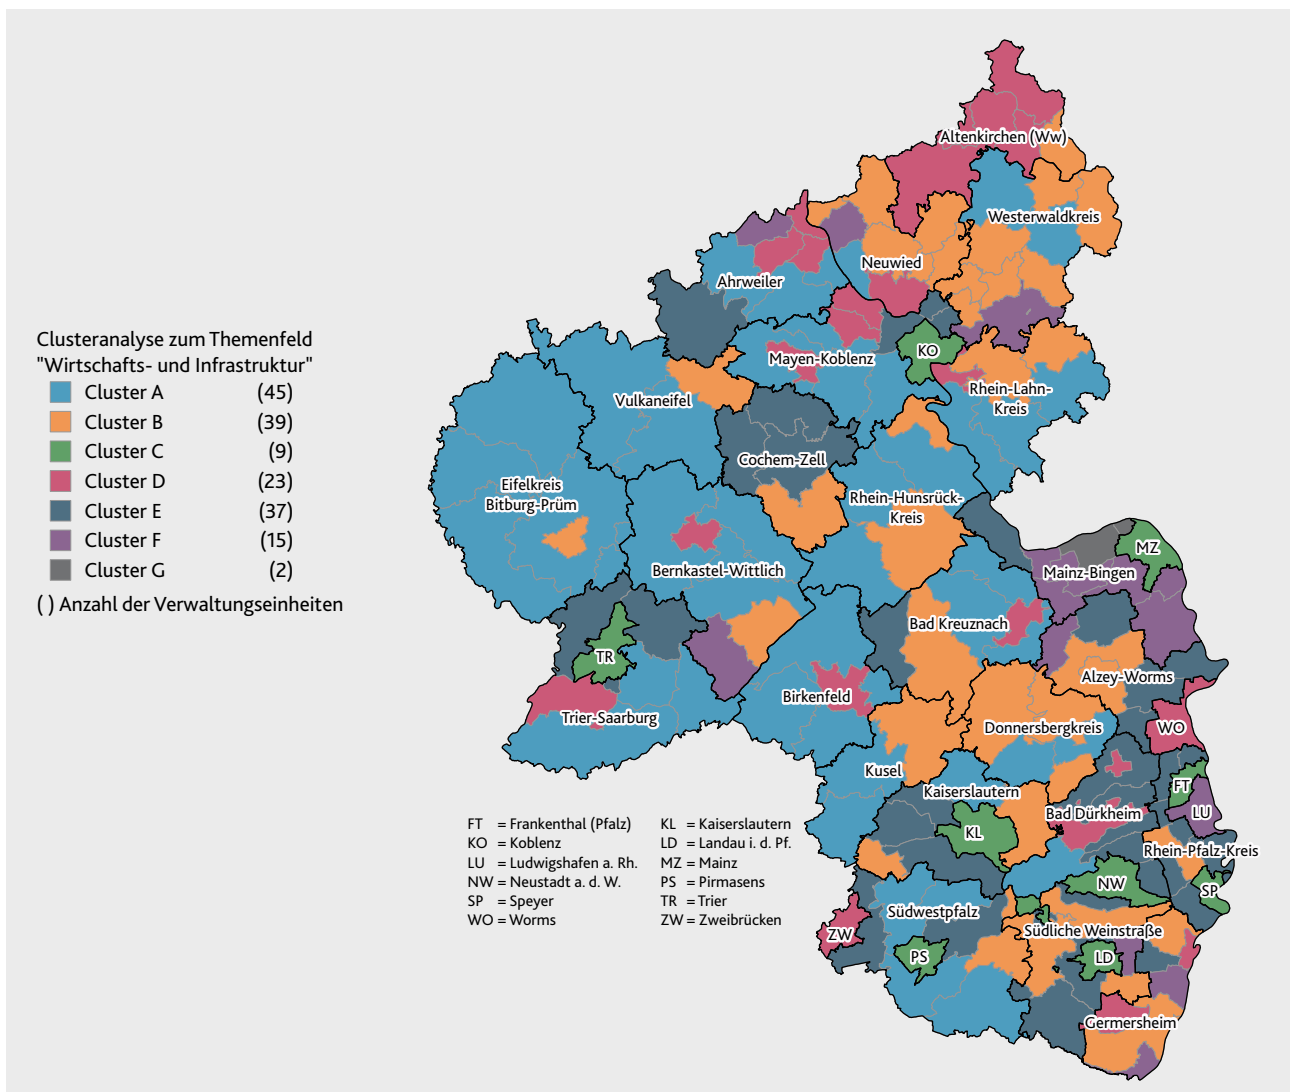 Clusteranalyse zum Themenfeld
"Wirtschafts- und Infrastruktur"
Cluster A (45)
Cluster B (39)
Cluster C (9)
Cluster D (23)
Cluster E (37)
Cluster F (15)
Cluster G (2)
( ) Anzahl der Verwaltungseinheiten
Altenkirchen (Ww)
Westerwaldkreis
Neuwied
Ahrweiler
KO
Mayen-Koblenz
Rhein-Lahn-
Kreis
Vulkaneifel
Cochem-Zell
Eifelkreis
Bitburg-Prüm
Rhein-Hunsrück-
Kreis
MZ
Mainz-Bingen
Bernkastel-Wittlich
Bad Kreuznach
TR
Alzey-Worms
Birkenfeld
Trier-Saarburg
Donnersbergkreis
WO
Kusel
Kaiserslautern
FT
Bad Dürkheim
LU
KL
Rhein-Pfalz-Kreis
NW
SP
Südwestpfalz
Südliche Weinstraße
ZW
PS
LD
Germersheim
FT = Frankenthal (Pfalz) KL = Kaiserslautern
KO = Koblenz LD = Landau i. d. Pf.
LU = Ludwigshafen a. Rh. MZ = Mainz
NW = Neustadt a. d. W. PS = Pirmasens
SP = Speyer TR = Trier
WO = Worms ZW = Zweibrücken